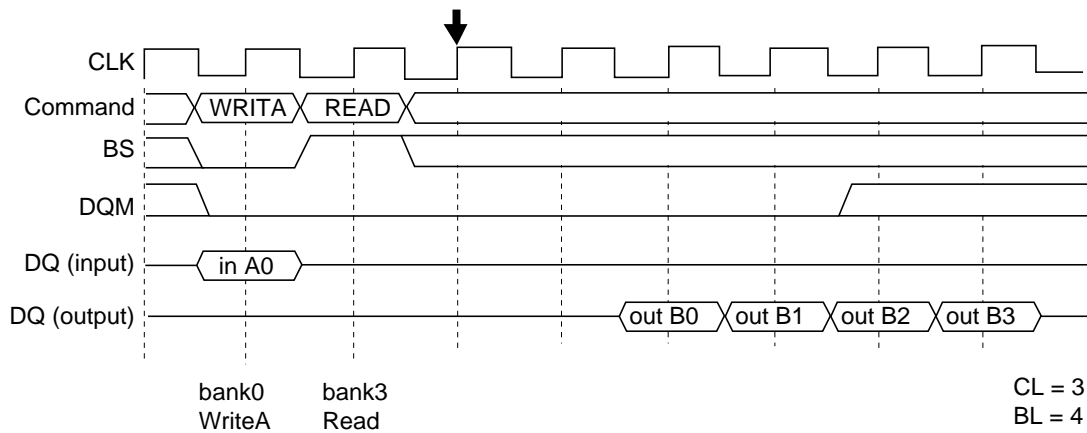 CLK
Command WRITA READ
BS
DQM
DQ (input) in A0
DQ (output) out B0 out B1 out B2 out B3
bank0 bank3 CL = 3
WriteA Read BL = 4